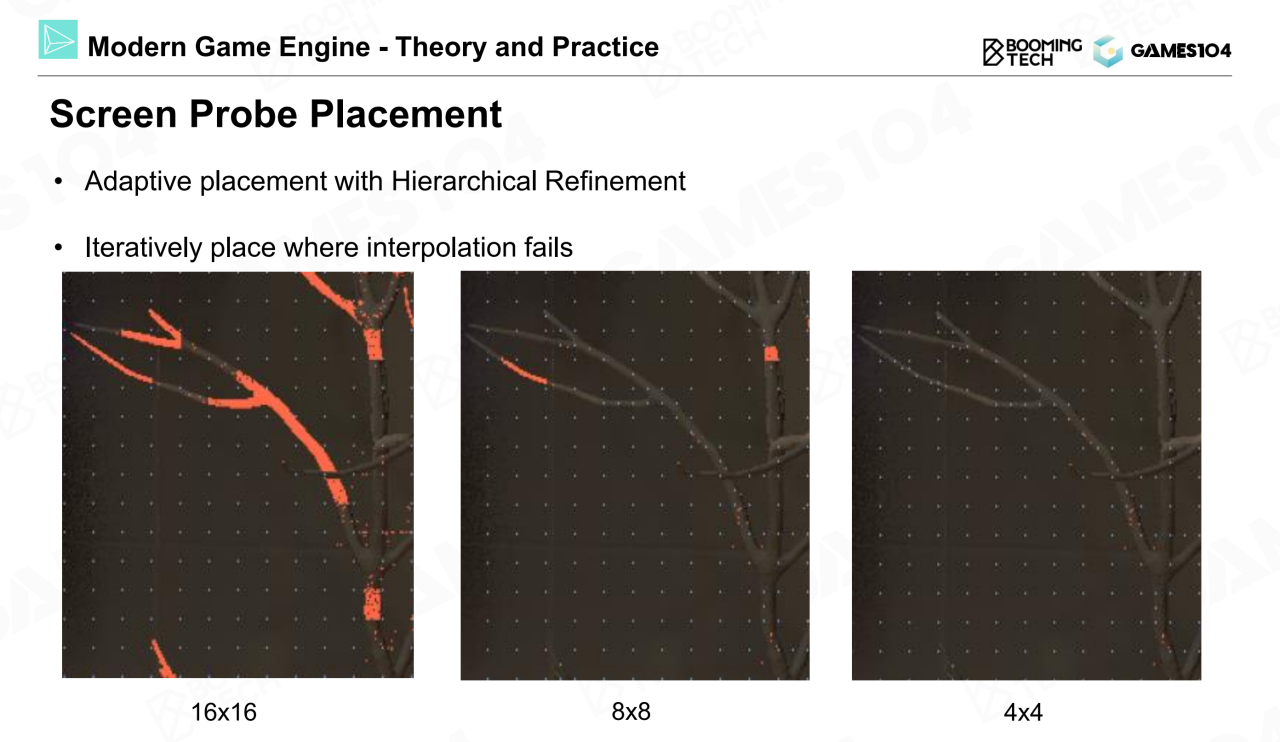 Modern Game Engine - Theory and Practice
BOOMING
TECH
GAMES104
Screen Probe Placement
• Adaptive placement with Hierarchical Refinement
• Iteratively place where interpolation fails
16x16
8x8
4x4